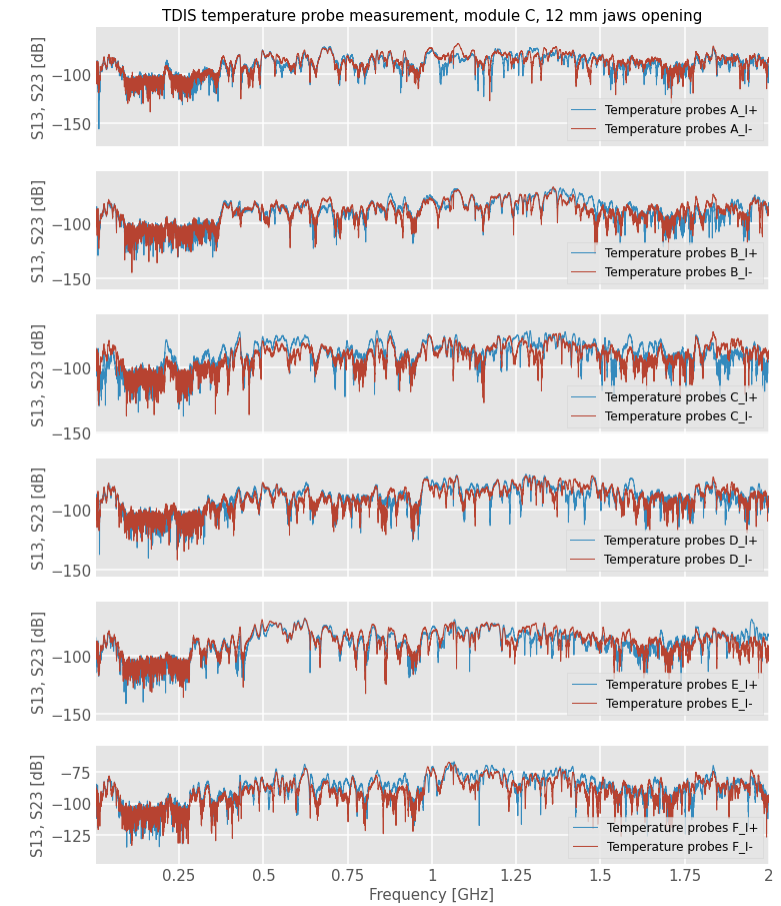 TDIS temperature probe measurement, module C, 12 mm jaws opening
S13, S23 [dB]
−100
−150
Temperature probes A_I+
Temperature probes A_I-
S13, S23 [dB]
−100
−150
Temperature probes B_I+
Temperature probes B_I-
S13, S23 [dB]
−100
−150
Temperature probes C_I+
Temperature probes C_I-
S13, S23 [dB]
−100
−150
Temperature probes D_I+
Temperature probes D_I-
S13, S23 [dB]
−100
−150
Temperature probes E_I+
Temperature probes E_I-
S13, S23 [dB]
−75
−100
−125
Temperature probes F_I+
Temperature probes F_I-
0.25 0.5 0.75 1 1.25 1.5 1.75 2
Frequency [GHz]